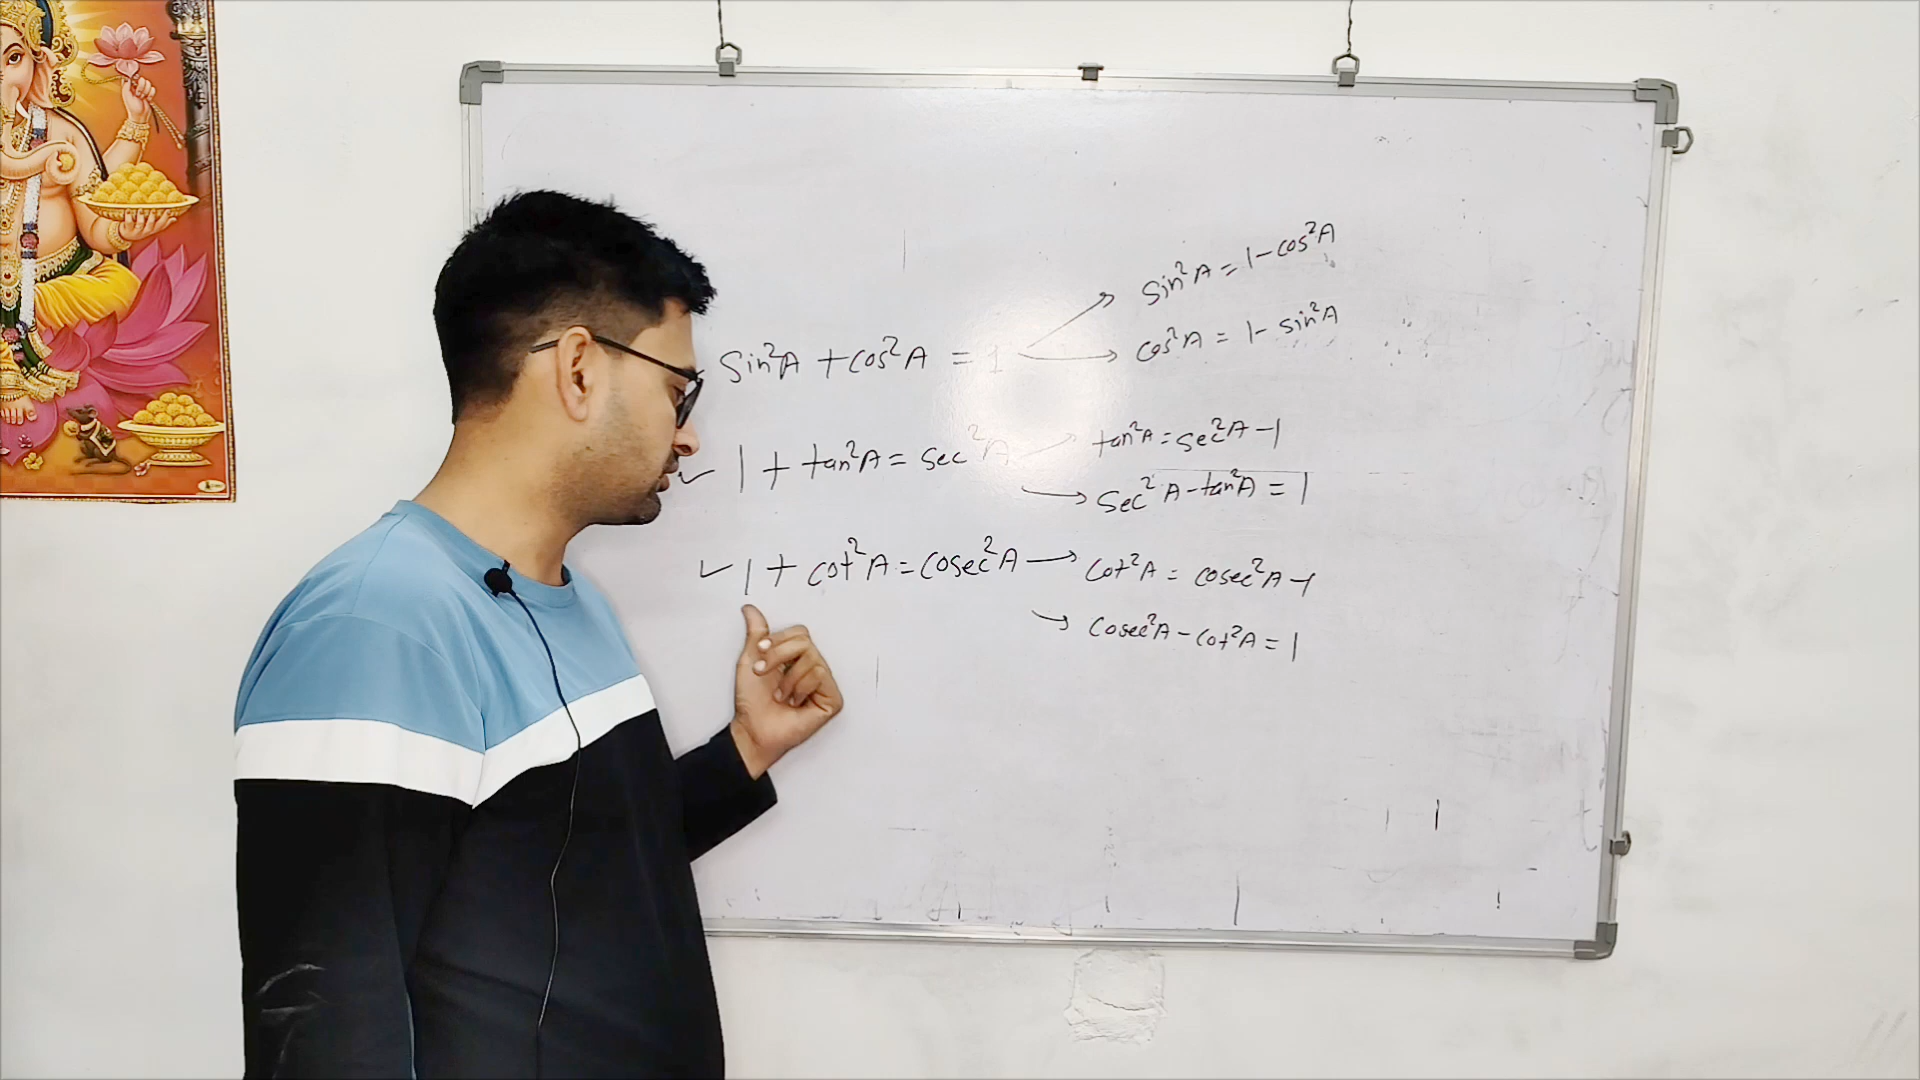 sin²A = 1 - cos²A
sin²A + cos²A = 1
cos²A = 1 - sin²A
1 + tan²A = sec²A
tan²A = sec²A - 1
sec²A - tan²A = 1
1 + cot²A = cosec²A
cot²A = cosec²A - 1
cosec²A - cot²A = 1